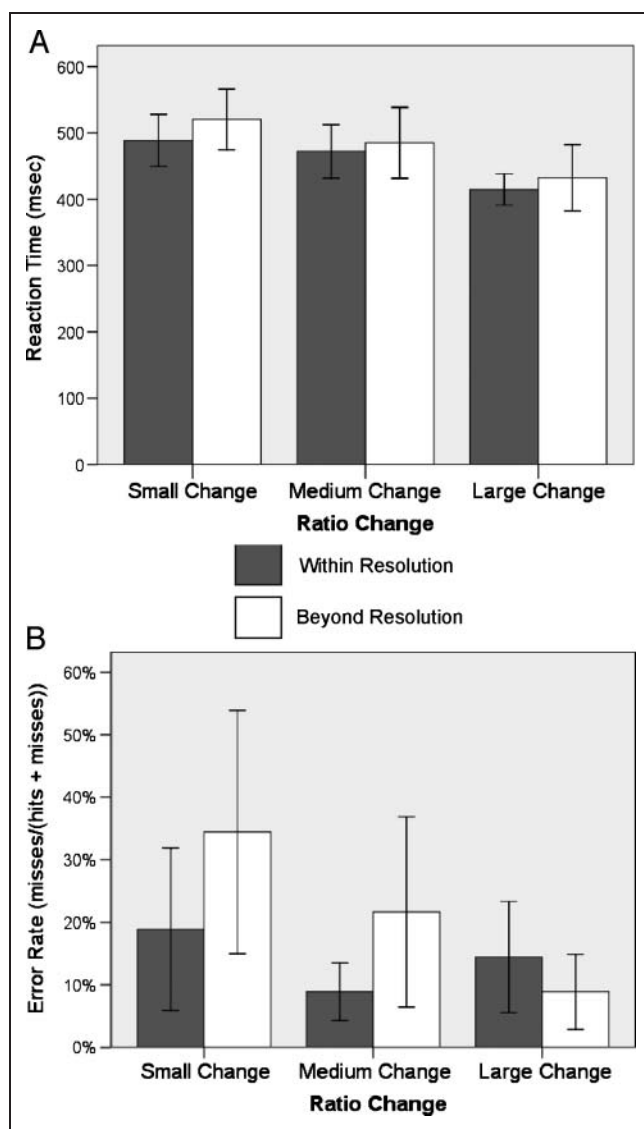 A
600
500
400
300
200
100
0
Reaction Time (msec)
Small Change Medium Change Large Change
Ratio Change
Within Resolution
Beyond Resolution
B
60%
50%
40%
30%
20%
10%
0%
Error Rate (misses/(hits + misses))
Small Change Medium Change Large Change
Ratio Change